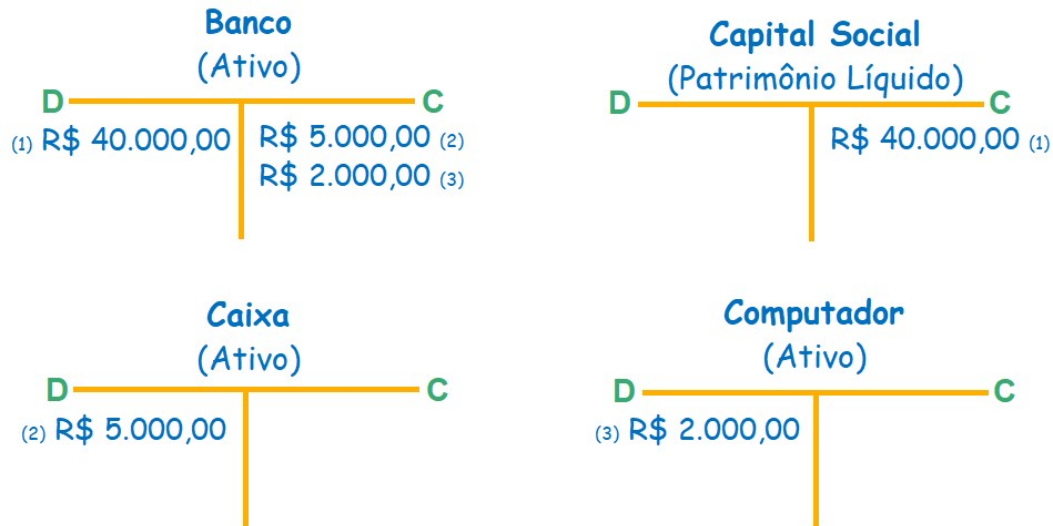 Banco
(Ativo)
D C
(1) R$ 40.000,00 R$ 5.000,00 (2)
R$ 2.000,00 (3)
Capital Social
(Patrimônio Líquido)
D C
R$ 40.000,00 (1)
Caixa
(Ativo)
D C
(2) R$ 5.000,00
Computador
(Ativo)
D C
(3) R$ 2.000,00